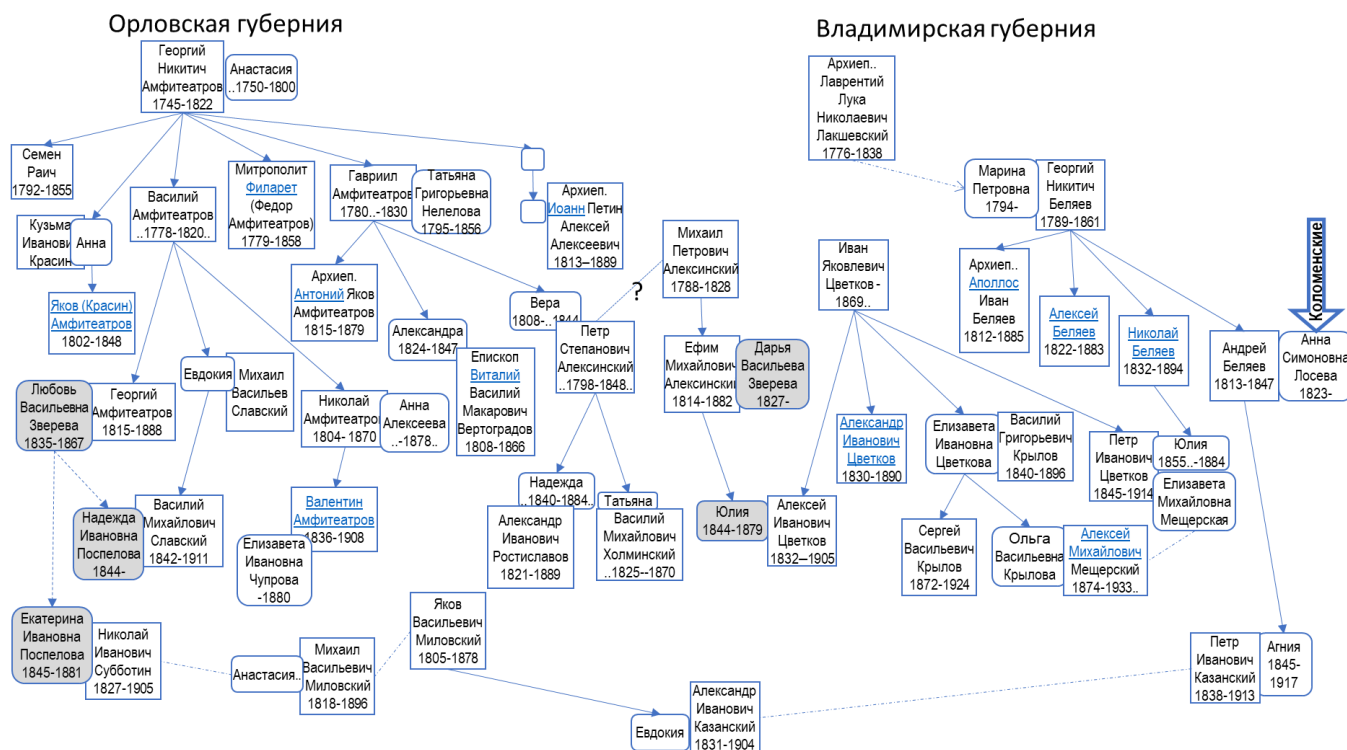 Орловская губерния
Владимирская губерния
Георгий
Никитич
Амфитеатров
1745-1822
Анастасия
..1750-1800
Архиеп..
Лаврентий
Лука
Николаевич
Лакшевский
1776-1838
Семен
Раич
1792-1855
Василий
Амфитеатров
..1778-1820..
Митрополит
Филарет
(Федор
Амфитеатров)
1779-1858
Гавриил
Амфитеатров
1780..-1830
Татьяна
Григорьевна
Нелелова
1795-1856
Архиеп.
Иоанн Петин
Алексей
Алексеевич
1813–1889
Марина
Петровна
1794-
Георгий
Никитич
Беляев
1789-1861
Кузьма
Иванови
Красин
Анна
Яков (Красин)
Амфитеатров
1802-1848
Архиеп.
Антоний Яков
Амфитеатров
1815-1879
Александра
1824-1847
Вера
1808-..1844
Михаил
Петрович
Алексинский
1788-1828
?
Иван
Яковлевич
Цветков -
1869..
Архиеп..
Аполлос
Иван
Беляев
1812-1885
Алексей
Беляев
1822-1883
Николай
Беляев
1832-1894
Андрей
Беляев
1813-1847
Коломенские
Анна
Симоновна
Лосева
1823-
Любовь
Васильевна
Зверева
1835-1867
Георгий
Амфитеатров
1815-1888
Евдокия
Михаил
Васильев
Славский
Николай
Амфитеатров
1804- 1870
Анна
Алексеева
..-1878..
Епископ
Виталий
Василий
Макарович
Вертоградов
1808-1866
Петр
Степанович
Алексинский
..1798-1848..
Ефим
Михайлович
Алексинский
1814-1882
Дарья
Васильева
Зверева
1827-
Александр
Иванович
Цветков
1830-1890
Елизавета
Ивановна
Цветкова
Василий
Григорьевич
Крылов
1840-1896
Петр
Иванович
Цветков
1845-1914
Юлия
1855..-1884
Елизавета
Михайловна
Мещерская
Надежда
Ивановна
Поспелова
1844-
Василий
Михайлович
Славский
1842-1911
Валентин
Амфитеатров
1836-1908
Елизавета
Ивановна
Чупрова
-1880
Надежда
..1840-1884..
Александр
Иванович
Ростиславов
1821-1889
Татьяна
Василий
Михайлович
Холминский
..1825--1870
Юлия
1844-1879
Алексей
Иванович
Цветков
1832—1905
Сергей
Васильевич
Крылов
1872-1924
Ольга
Васильевна
Крылова
Алексей
Михайлович
Мещерский
1874-1933..
Екатерина
Ивановна
Поспелова
1845-1881
Николай
Иванович
Субботин
1827-1905
Анастасия..
Михаил
Васильевич
Миловский
1818-1896
Яков
Васильевич
Миловский
1805-1878
Евдокия
Александр
Иванович
Казанский
1831-1904
Петр
Иванович
Казанский
1838-1913
Агния
1845-
1917